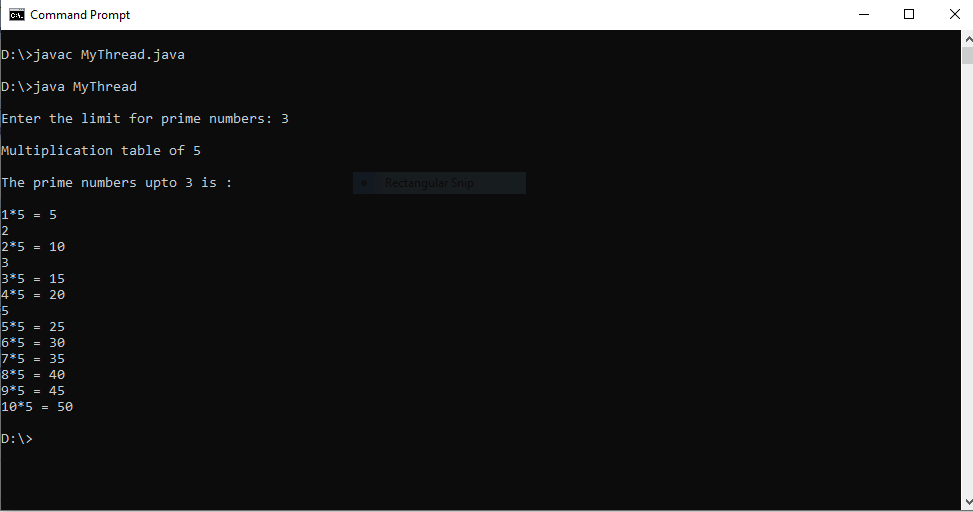 Command Prompt
D:\>javac MyThread.java
D:\>java MyThread
Enter the limit for prime numbers: 3
Multiplication table of 5
The prime numbers upto 3 is :
Rectangular Snip
1*5 = 5
2
2*5 = 10
3
3*5 = 15
4*5 = 20
5
5*5 = 25
6*5 = 30
7*5 = 35
8*5 = 40
9*5 = 45
10*5 = 50
D:\>